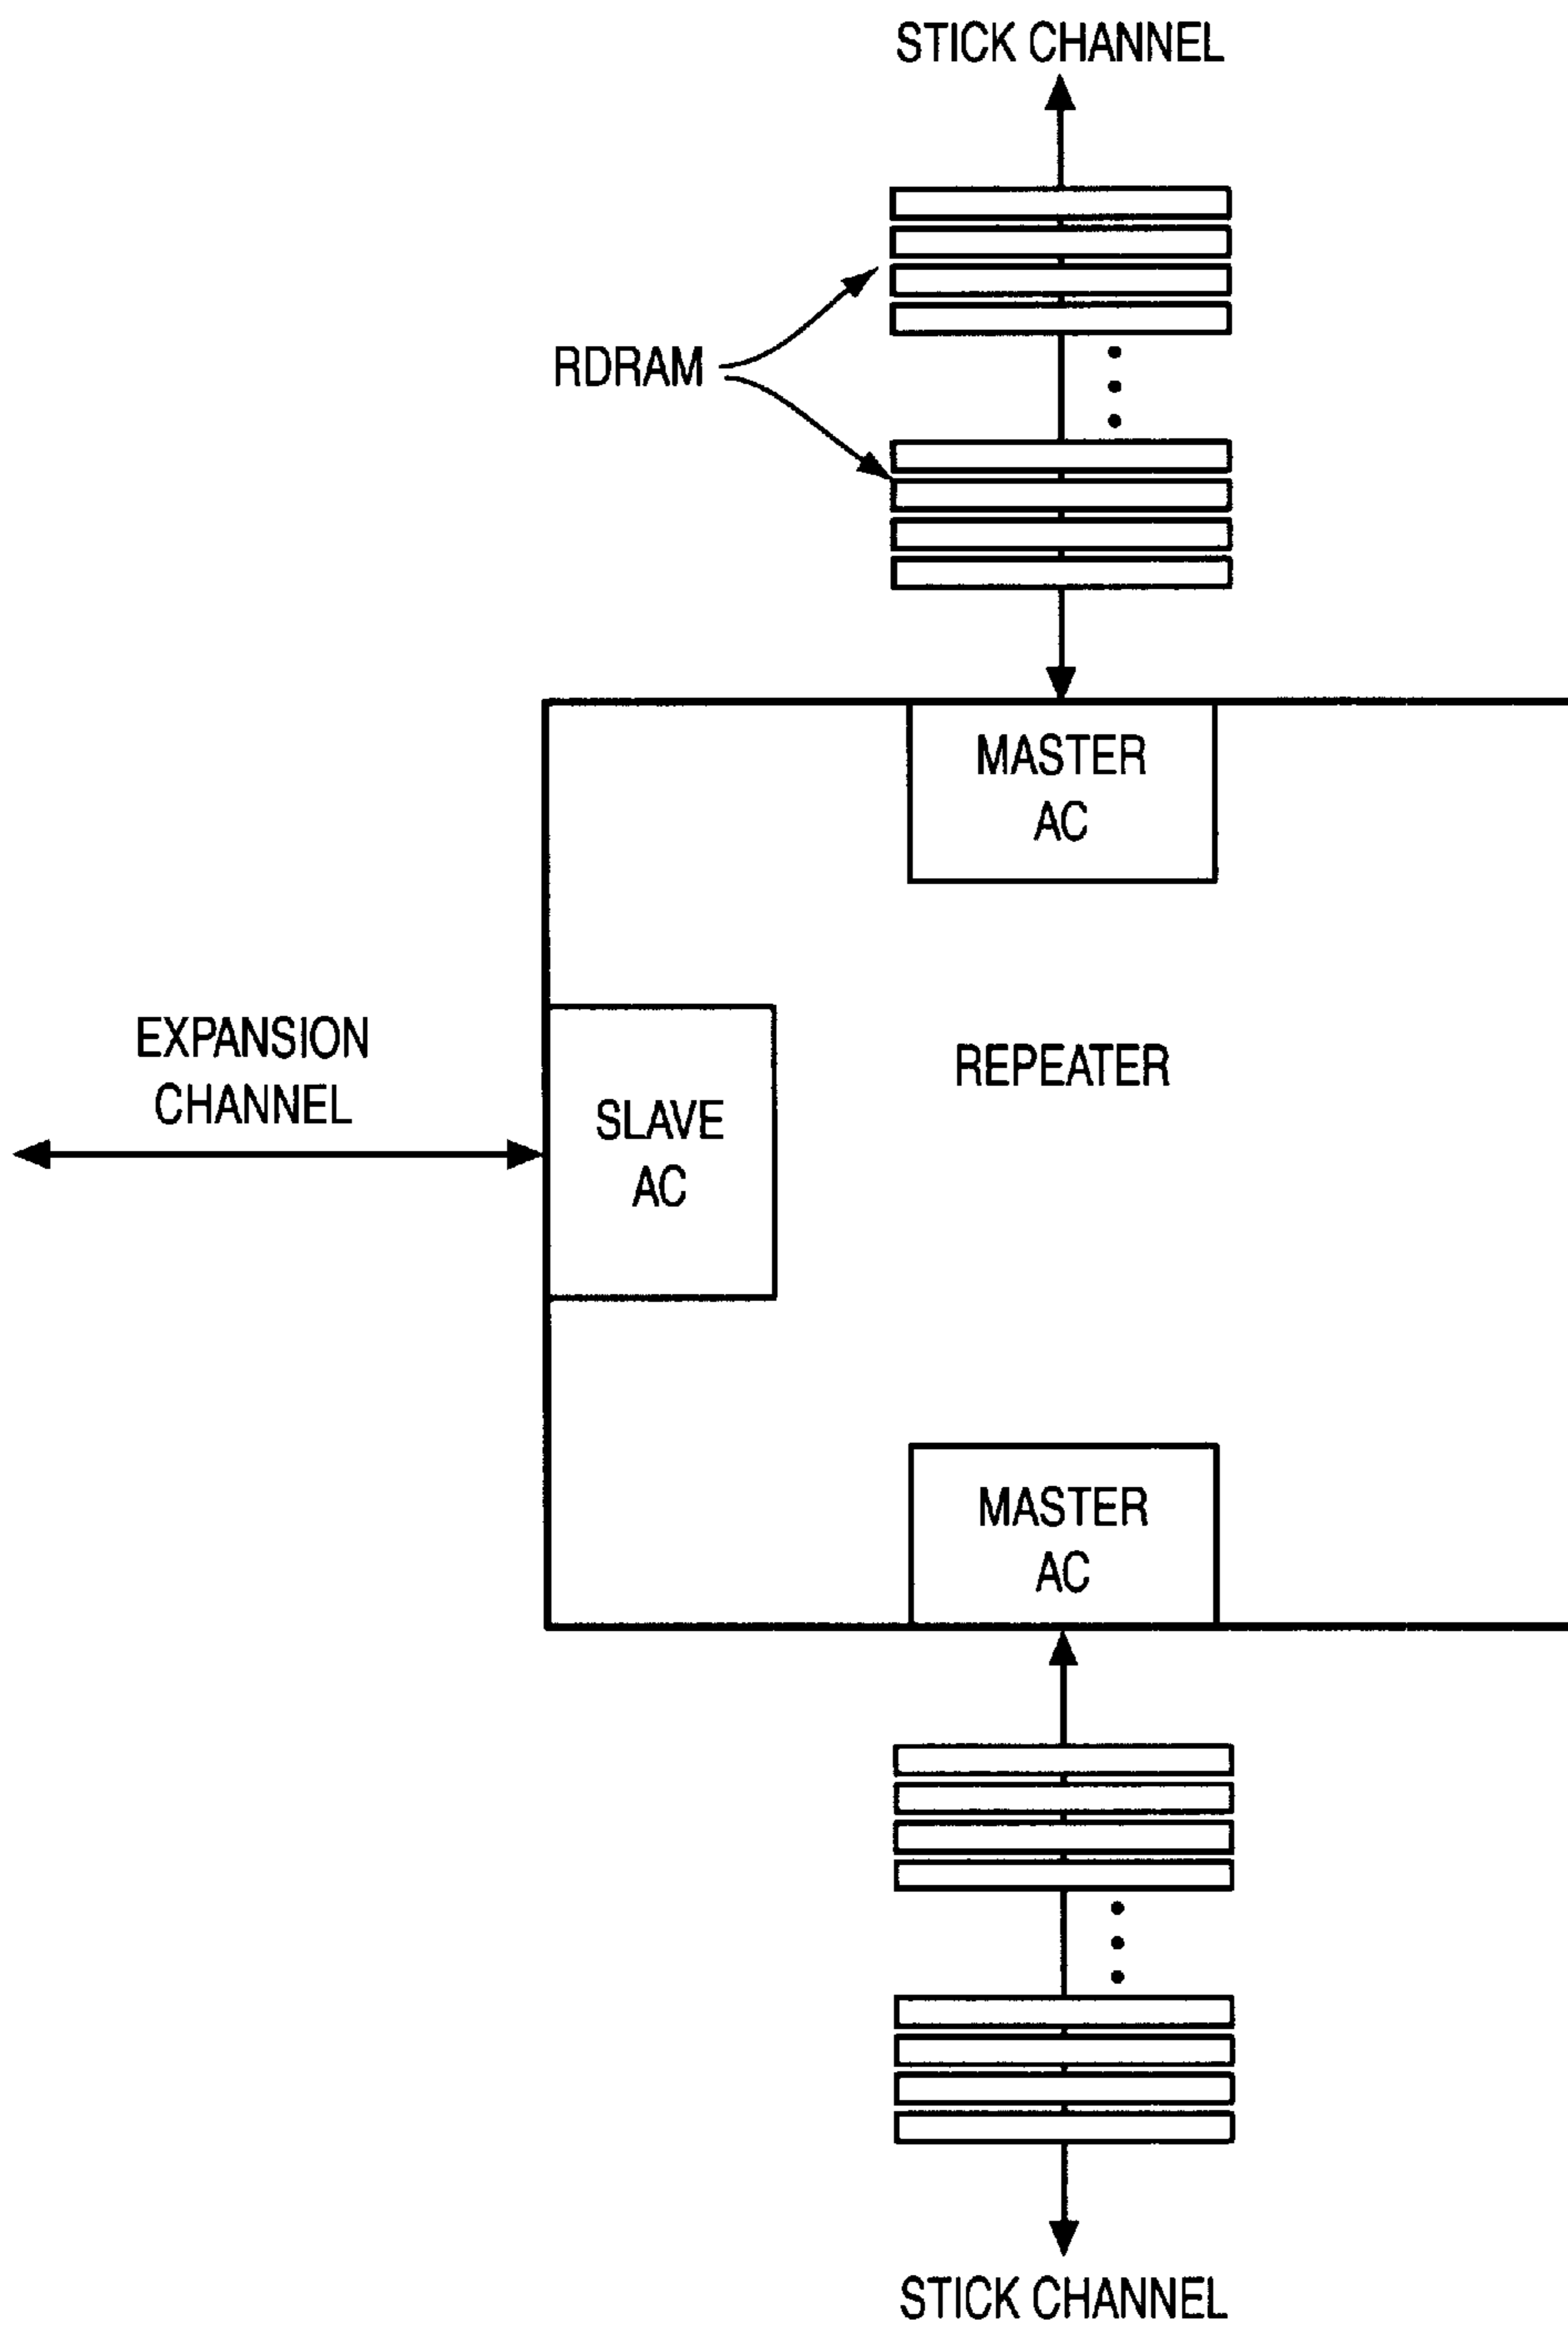 STICK CHANNEL
RDRAM
MASTER
AC
EXPANSION
CHANNEL
SLAVE
AC
REPEATER
MASTER
AC
STICK CHANNEL